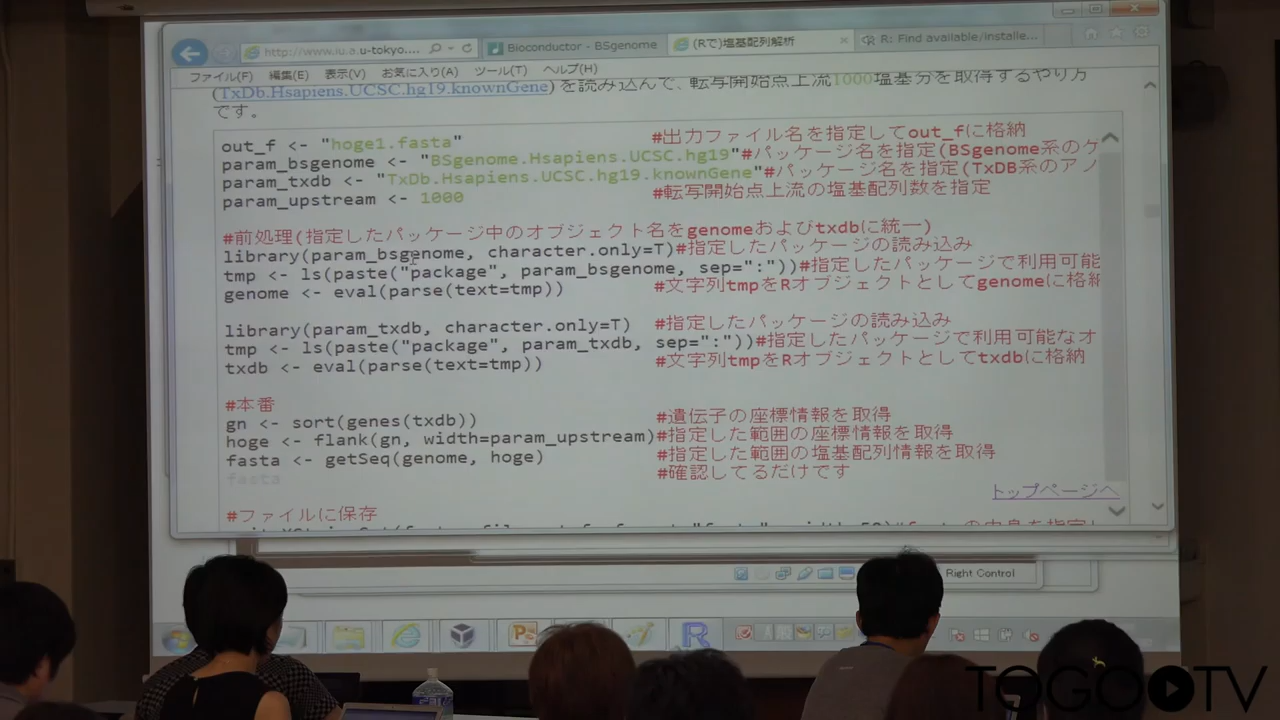 http://www.iu.a.u-tokyo....
Bioconductor - BSgenome
(Rで)塩基配列解析
R: Find available/installe...
ファイル(F) 編集(E) 表示(V) お気に入り(A) ツール(T) ヘルプ(H)
(TxDb.Hsapiens.UCSC.hg19.knownGene) を読み込んで、転写開始点上流1000塩基分を取得するやり方
です。
out_f <- "hoge1.fasta" #出力ファイル名を指定してout_fに格納
param_bsgenome <- "BSgenome.Hsapiens.UCSC.hg19"#パッケージ名を指定(BSgenome系のゲ
param_txdb <- "TxDb.Hsapiens.UCSC.hg19.knownGene"#パッケージ名を指定(TxDB系のアノ
param_upstream <- 1000 #転写開始点上流の塩基配列数を指定
#前処理(指定したパッケージ中のオブジェクト名をgenomeおよびtxdbに統一)
library(param_bsgenome, character.only=T)#指定したパッケージの読み込み
tmp <- ls(paste("package", param_bsgenome, sep=":"))#指定したパッケージで利用可能
genome <- eval(parse(text=tmp)) #文字列tmpをRオブジェクトとしてgenomeに格納
library(param_txdb, character.only=T) #指定したパッケージの読み込み
tmp <- ls(paste("package", param_txdb, sep=":"))#指定したパッケージで利用可能なオ
txdb <- eval(parse(text=tmp)) #文字列tmpをRオブジェクトとしてtxdbに格納
#本番
gn <- sort(genes(txdb)) #遺伝子の座標情報を取得
hoge <- flank(gn, width=param_upstream)#指定した範囲の座標情報を取得
fasta <- getSeq(genome, hoge) #指定した範囲の塩基配列情報を取得
fasta #確認してるだけです
トップページへ
#ファイルに保存
Right Control
TOGOTV